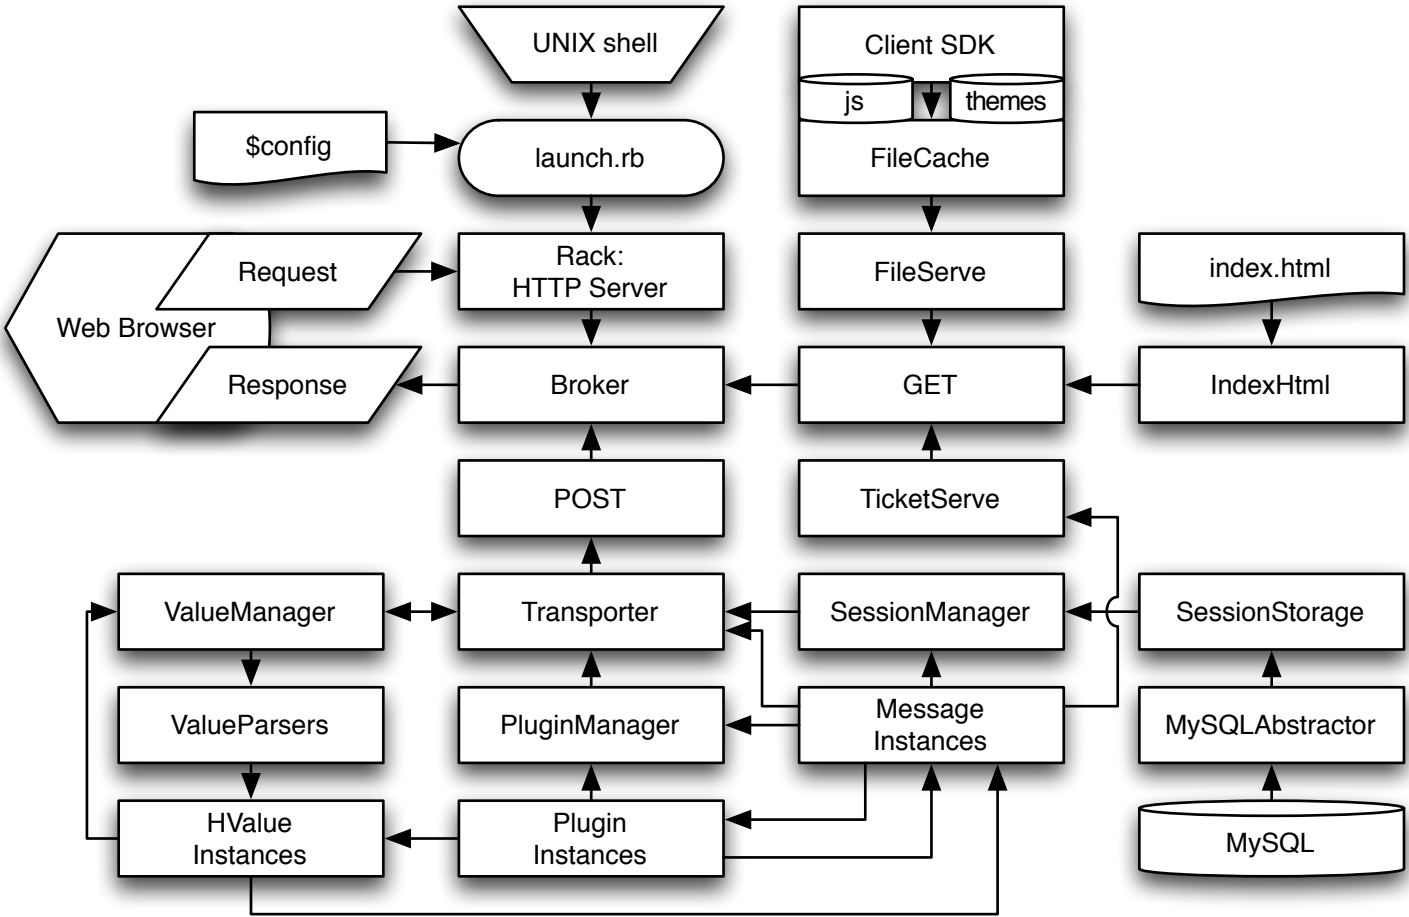 UNIX shell
Client SDK
js
themes
$config
launch.rb
FileCache
Request
Rack:
HTTP Server
FileServe
index.html
Web Browser
Response
Broker
GET
IndexHtml
POST
TicketServe
ValueManager
Transporter
SessionManager
SessionStorage
ValueParsers
PluginManager
Message
Instances
MySQLAbstractor
HValue
Instances
Plugin
Instances
MySQL